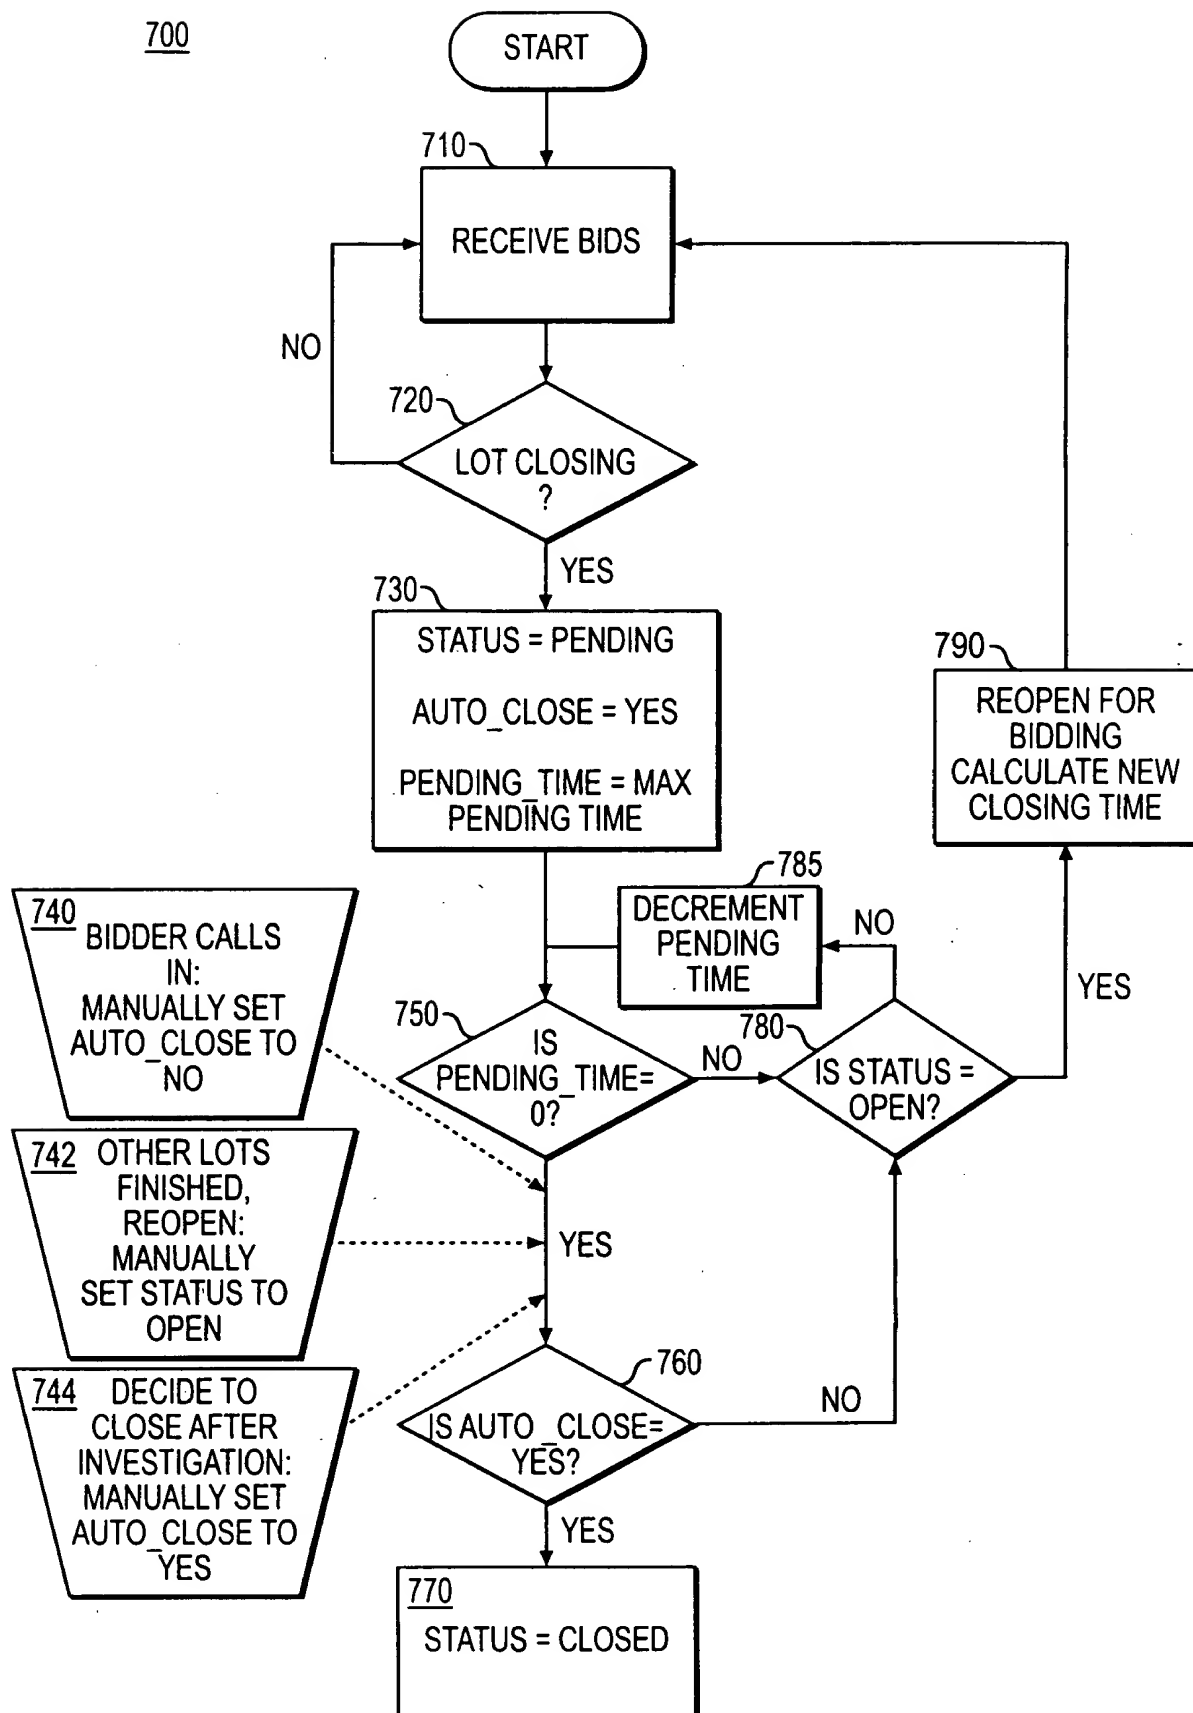 700
START
710
RECEIVE BIDS
NO
720
LOT CLOSING
?
YES
730
STATUS = PENDING
AUTO_CLOSE = YES
PENDING_TIME = MAX
PENDING TIME
790
REOPEN FOR
BIDDING
CALCULATE NEW
CLOSING TIME
785
DECREMENT
PENDING
TIME
NO
YES
740
BIDDER CALLS
IN:
MANUALLY SET
AUTO_CLOSE TO
NO
750
IS
PENDING_TIME=
0?
NO
780
IS STATUS =
OPEN?
742 OTHER LOTS
FINISHED,
REOPEN:
MANUALLY
SET STATUS TO
OPEN
YES
744 DECIDE TO
CLOSE AFTER
INVESTIGATION:
MANUALLY SET
AUTO_CLOSE TO
YES
760
IS AUTO_CLOSE=
YES?
NO
YES
770
STATUS = CLOSED